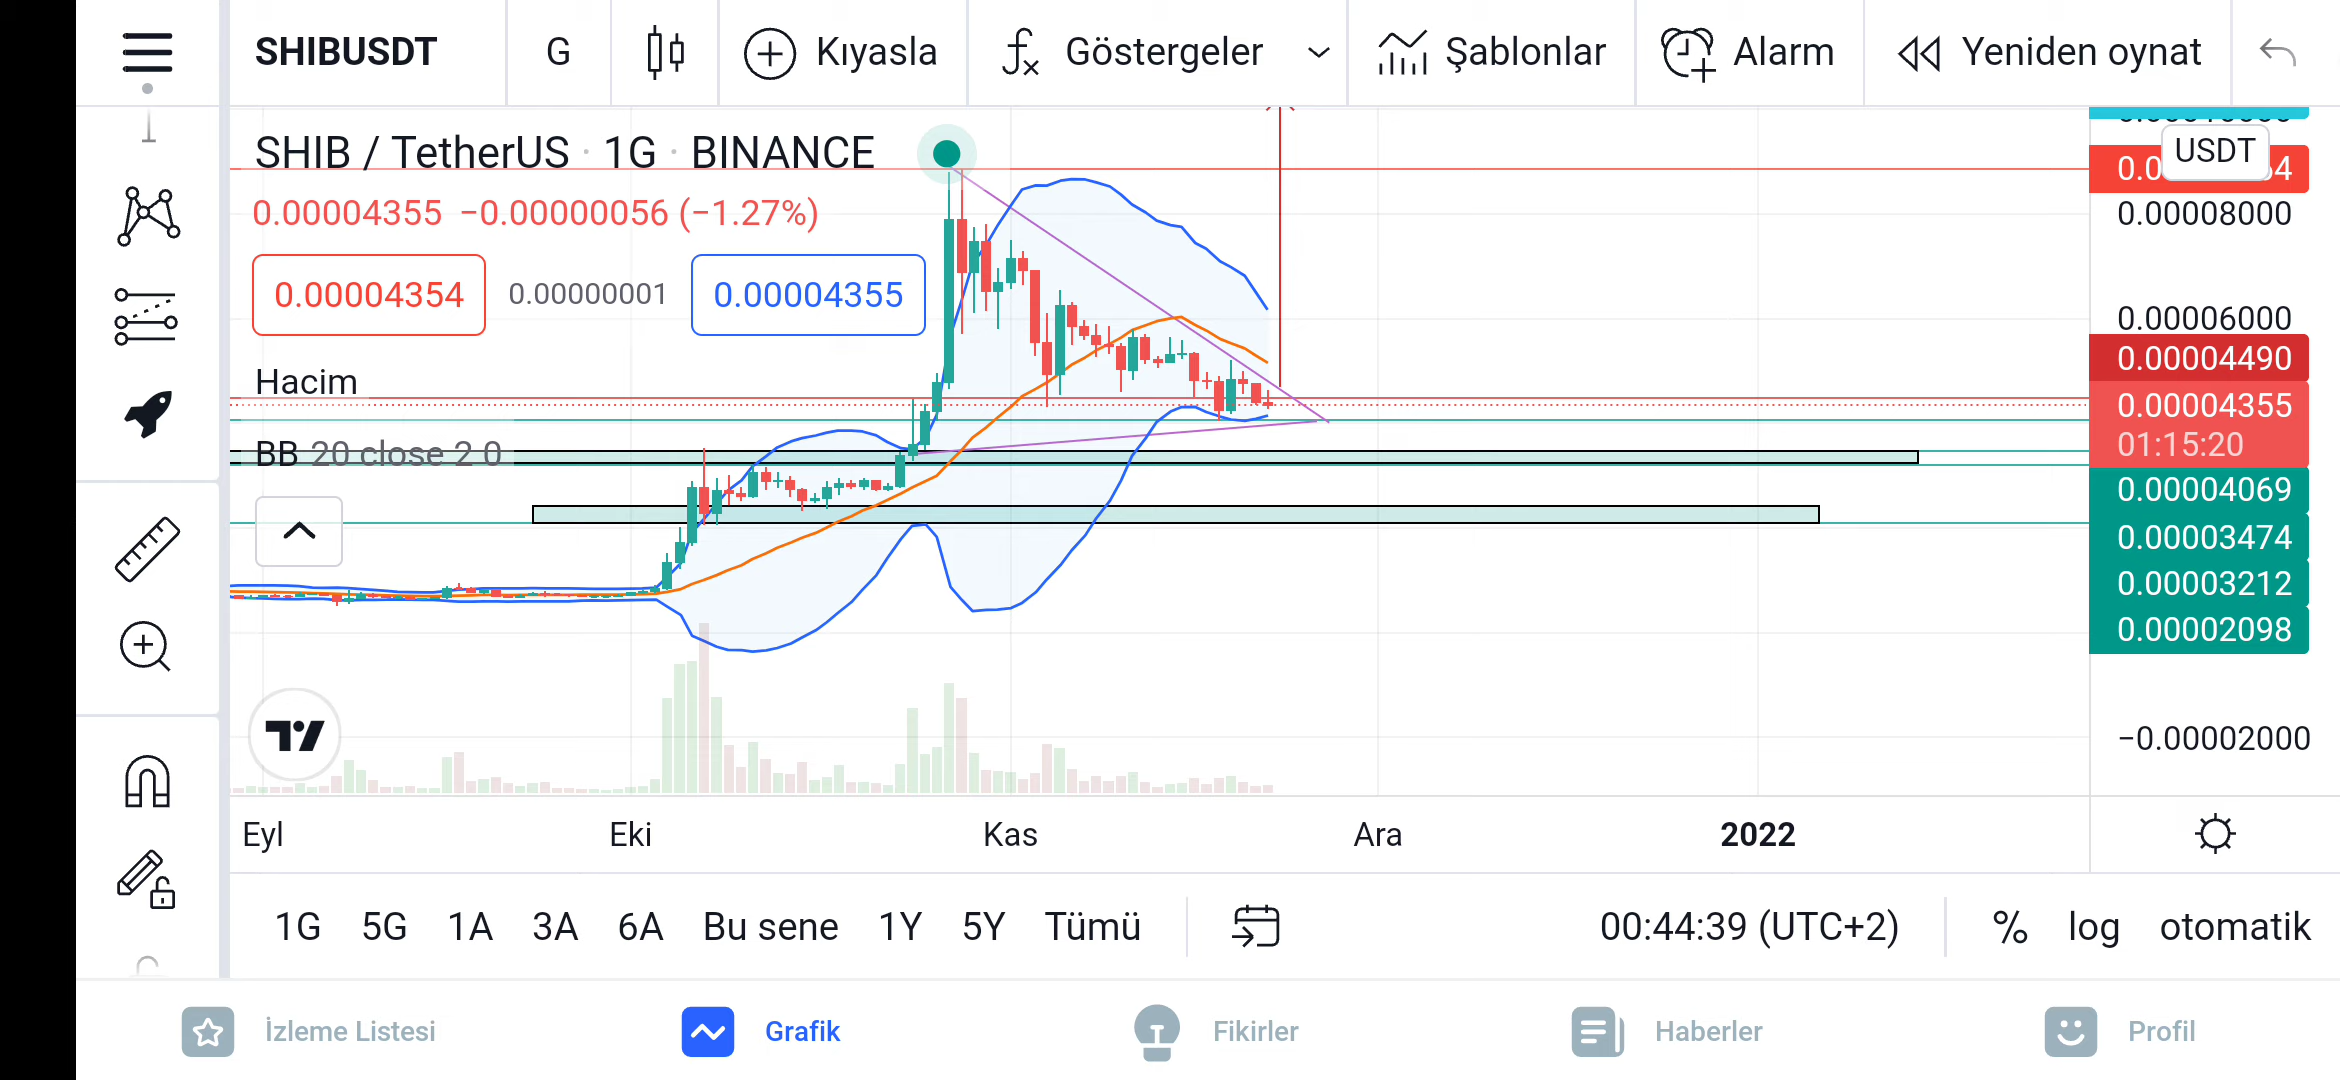 SHIBUSDT G Kıyasla Göstergeler Şablonlar Alarm Yeniden oynat
SHIB / TetherUS · 1G · BINANCE
0.00004355 −0.00000056 (−1.27%)
0.00004354 0.00000001 0.00004355
Hacim
BB 20 close 2 0
USDT
0.00008000
0.00006000
0.00004490
0.00004355
01:15:20
0.00004069
0.00003474
0.00003212
0.00002098
−0.00002000
Eyl Eki Kas Ara 2022
1G 5G 1A 3A 6A Bu sene 1Y 5Y Tümü 00:44:39 (UTC+2) % log otomatik
İzleme Listesi Grafik Fikirler Haberler Profil